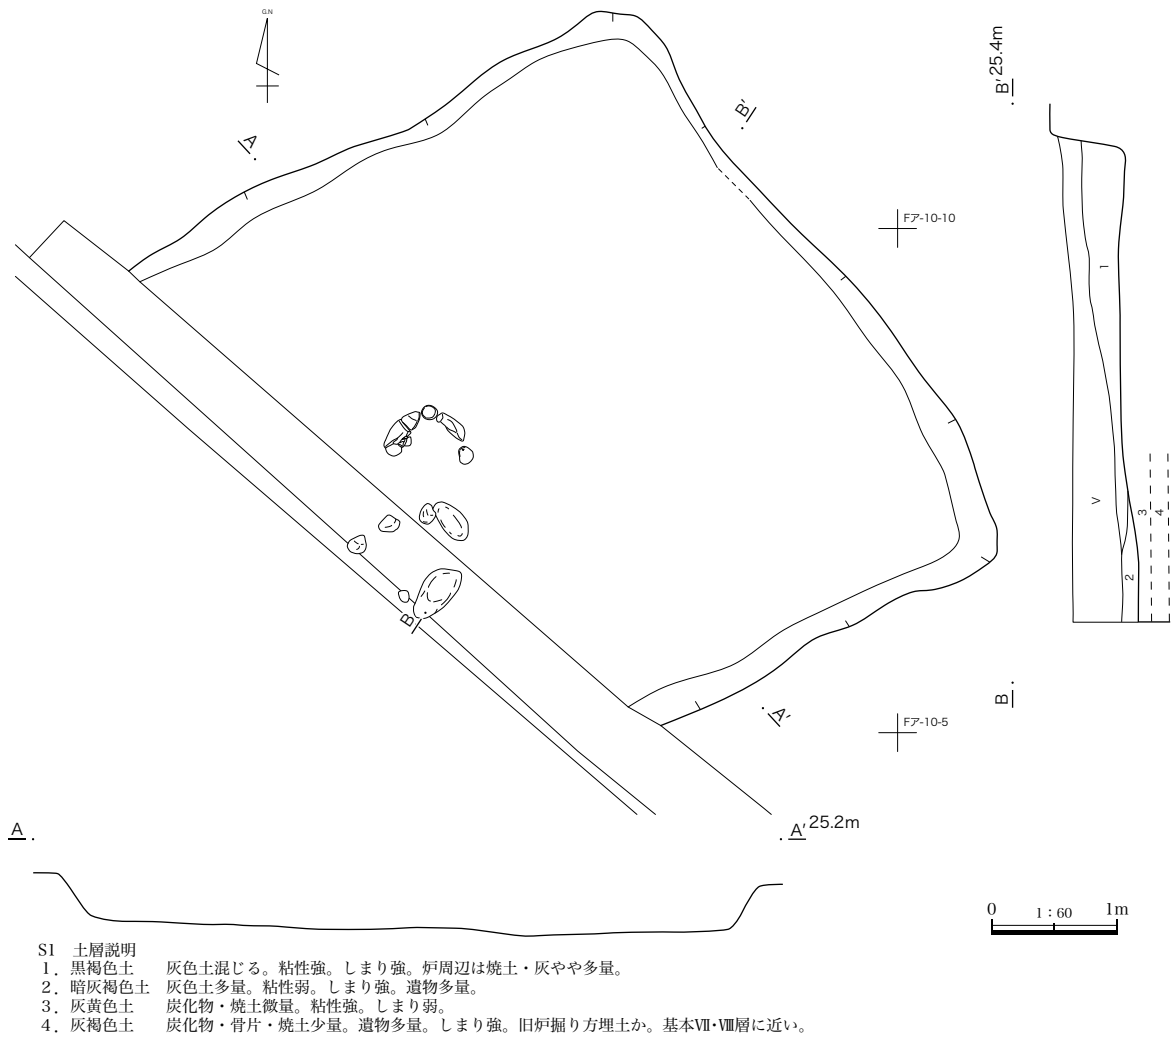 G.N
A
B'
B'25.4m
Fア-10-10
1
V
3
4
2
B
B
A'
Fア-10-5
A
A' 25.2m
0 1：60 1m
S1 土層説明
1．黒褐色土 灰色土混じる。粘性強。しまり強。炉周辺は焼土・灰やや多量。
2．暗灰褐色土 灰色土多量。粘性弱。しまり強。遺物多量。
3．灰黄色土 炭化物・焼土微量。粘性強。しまり弱。
4．灰褐色土 炭化物・骨片・焼土少量。遺物多量。しまり強。旧炉掘り方埋土か。基本Ⅶ・Ⅷ層に近い。